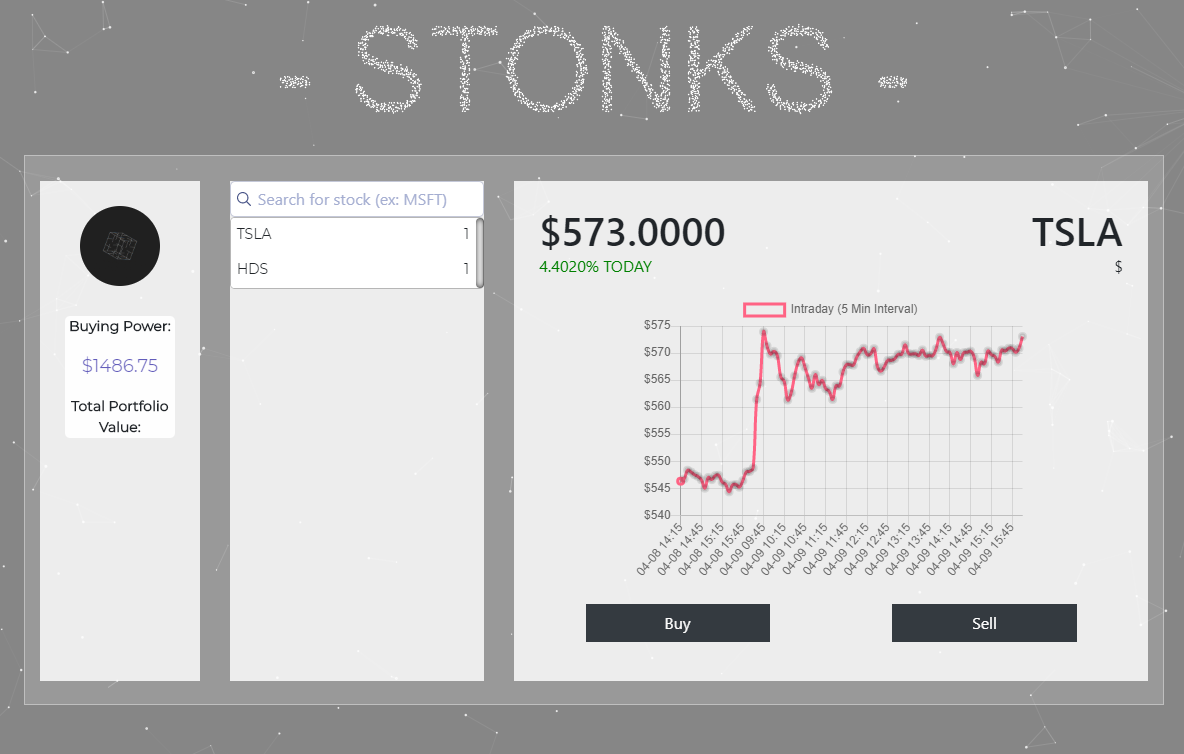 - STONKS -
Buying Power:
$1486.75
Total Portfolio
Value:
Search for stock (ex: MSFT)
TSLA 1
HDS 1
$573.0000
TSLA
4.4020% TODAY
$
Intraday (5 Min Interval)
$575
$570
$565
$560
$555
$550
$545
$540
04-08 14:15
04-08 14:45
04-08 15:15
04-08 15:45
04-09 09:45
04-09 10:15
04-09 10:45
04-09 11:15
04-09 11:45
04-09 12:15
04-09 12:45
04-09 13:15
04-09 13:45
04-09 14:15
04-09 14:45
04-09 15:15
04-09 15:45
Buy
Sell